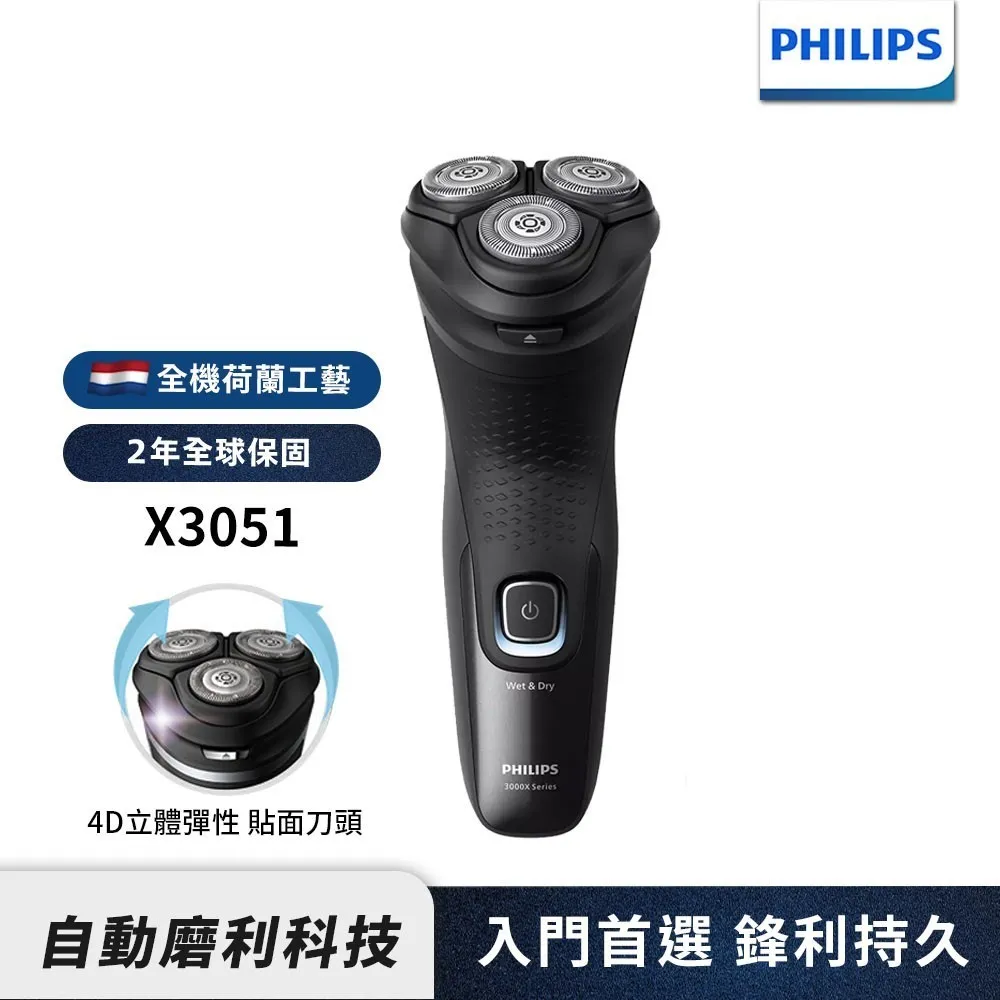 PHILIPS
全機荷蘭工藝
2年全球保固
X3051
Wet & Dry
PHILIPS
3000X Series
4D立體彈性 貼面刀頭
自動磨利科技
入門首選 鋒利持久